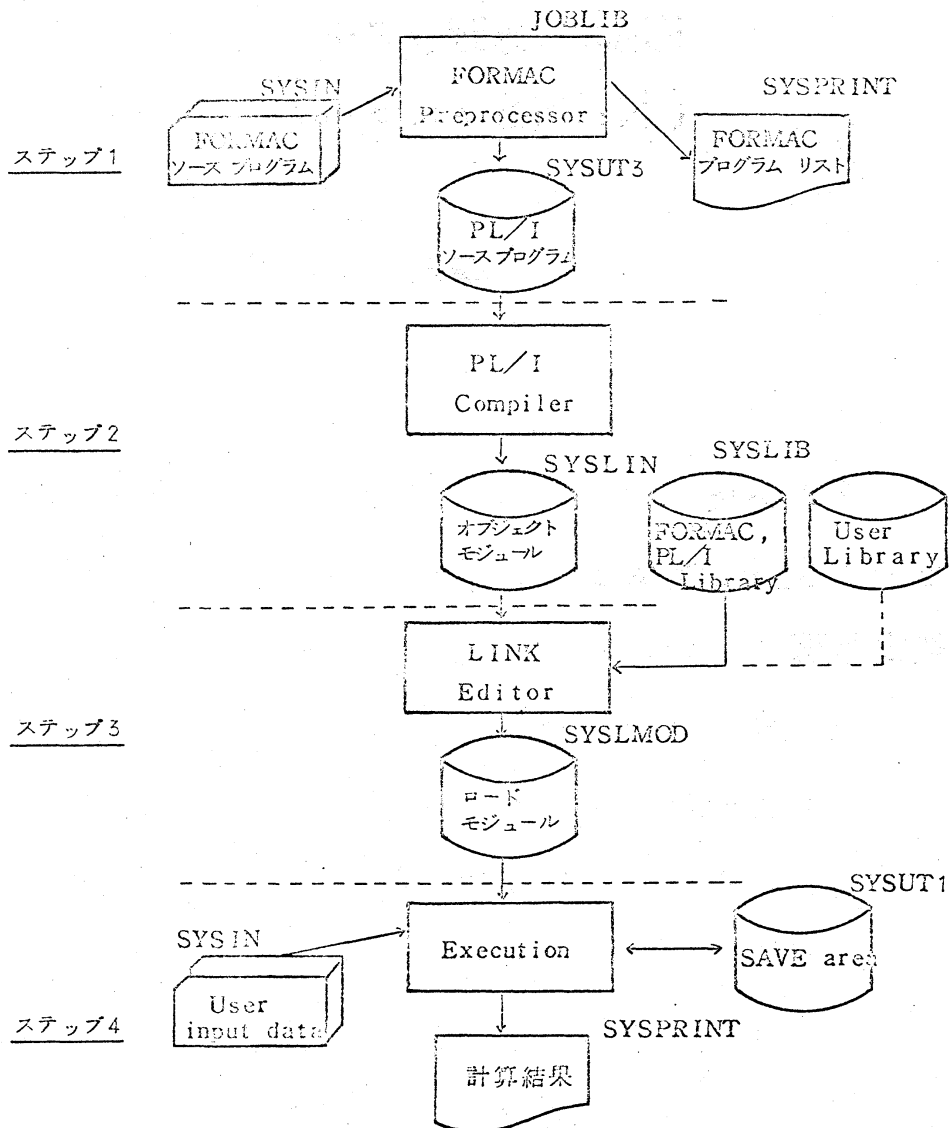 JOBLIB
FORMAC
Preprocessor
SYSIN
FORMAC
ソース プログラム
SYSPRINT
FORMAC
プログラム リスト
ステップ1
SYSUT3
PL/I
ソース プログラム
PL/I
Compiler
ステップ2
SYSLIN
オブジェクト
モジュール
SYSLIB
FORMAC,
PL/I
Library
User
Library
LINK
Editor
ステップ3
SYSLMOD
ロード
モジュール
SYSUT1
SAVE area
Execution
SYSIN
User
input data
ステップ4
SYSPRINT
計算結果